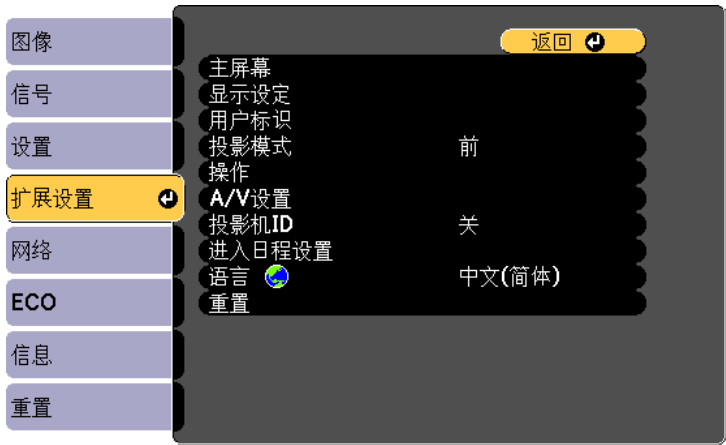 图像
信号
设置
扩展设置
网络
ECO
信息
重置
返回
主屏幕
显示设定
用户标识
投影模式 前
操作
A/V设置
投影机ID 关
进入日程设置
语言 中文(简体)
重置